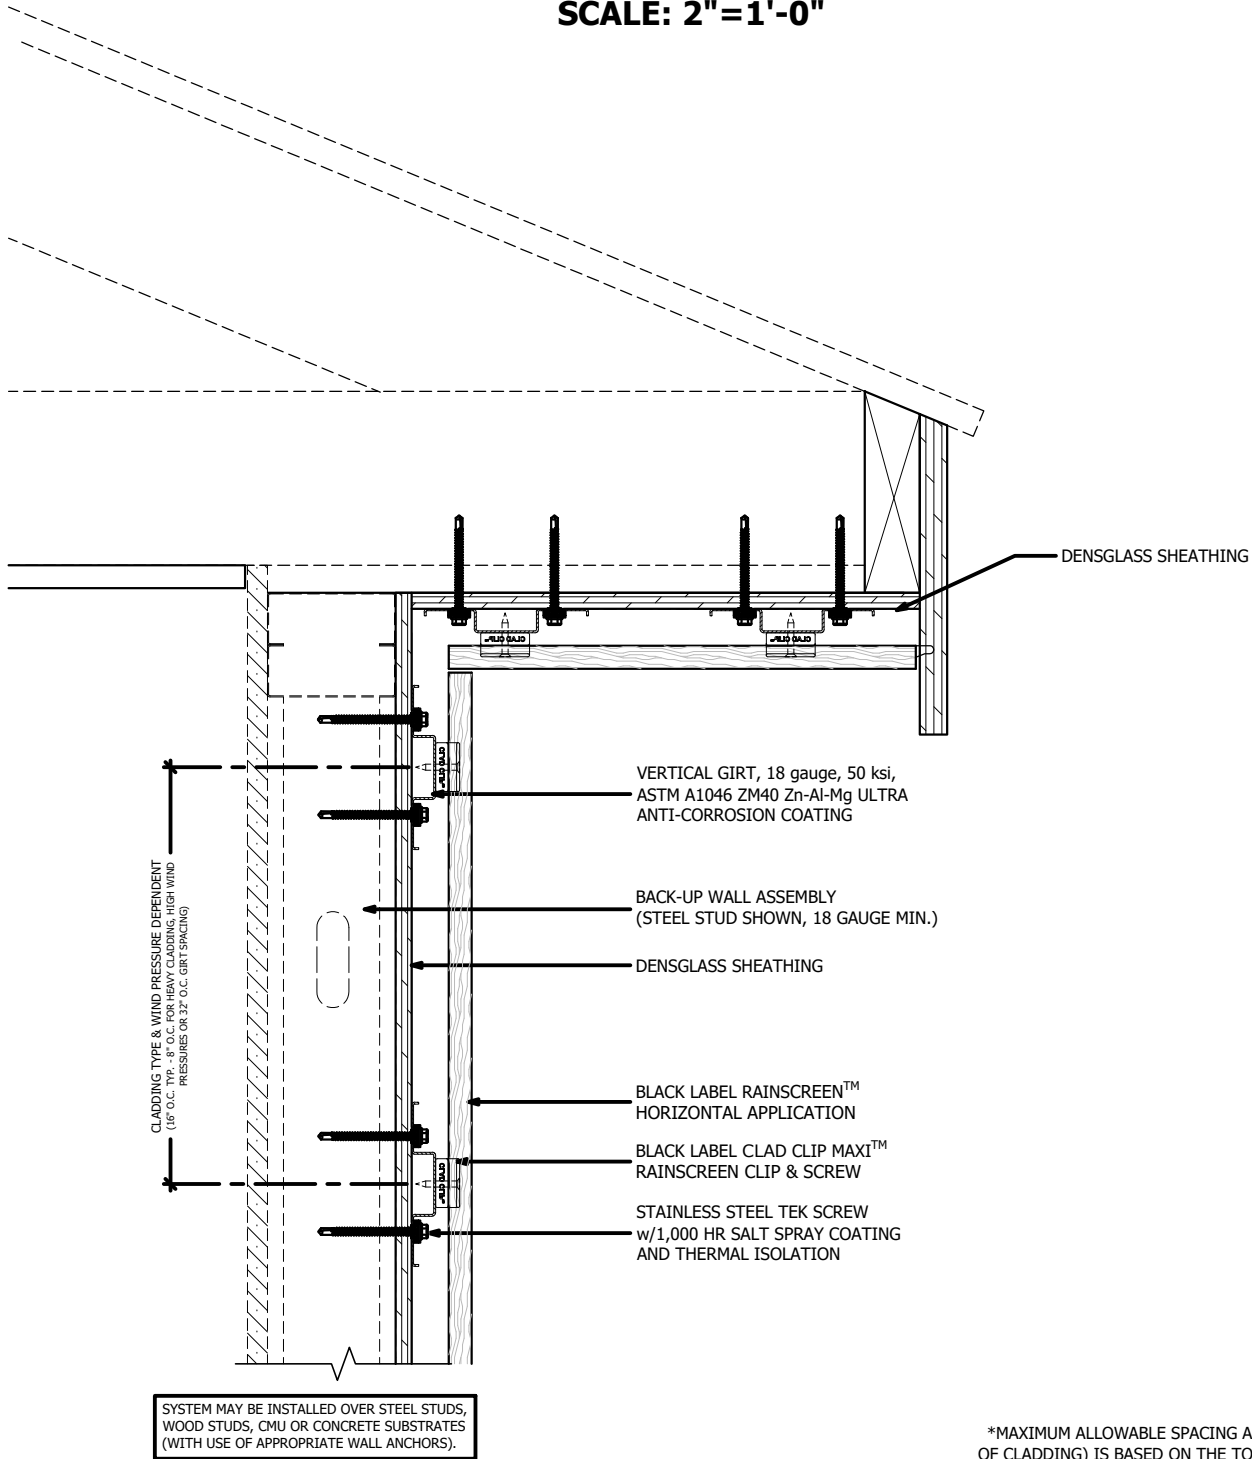 SCALE: 2"=1'-0"
DENSGLASS SHEATHING
CLAD CLIP™
CLAD CLIP™
CLAD CLIP™
VERTICAL GIRT, 18 gauge, 50 ksi,
ASTM A1046 ZM40 Zn-Al-Mg ULTRA
ANTI-CORROSION COATING
CLADDING TYPE & WIND PRESSURE DEPENDENT
(16" O.C. TYP. - 8" O.C. FOR HEAVY CLADDING, HIGH WIND
PRESSURES OR 32" O.C. GIRT SPACING)
BACK-UP WALL ASSEMBLY
(STEEL STUD SHOWN, 18 GAUGE MIN.)
DENSGLASS SHEATHING
BLACK LABEL RAINSCREEN™
HORIZONTAL APPLICATION
BLACK LABEL CLAD CLIP MAXI™
RAINSCREEN CLIP & SCREW
CLAD CLIP™
STAINLESS STEEL TEK SCREW
w/1,000 HR SALT SPRAY COATING
AND THERMAL ISOLATION
SYSTEM MAY BE INSTALLED OVER STEEL STUDS,
WOOD STUDS, CMU OR CONCRETE SUBSTRATES
(WITH USE OF APPROPRIATE WALL ANCHORS).
*MAXIMUM ALLOWABLE SPACING A
OF CLADDING) IS BASED ON THE TO